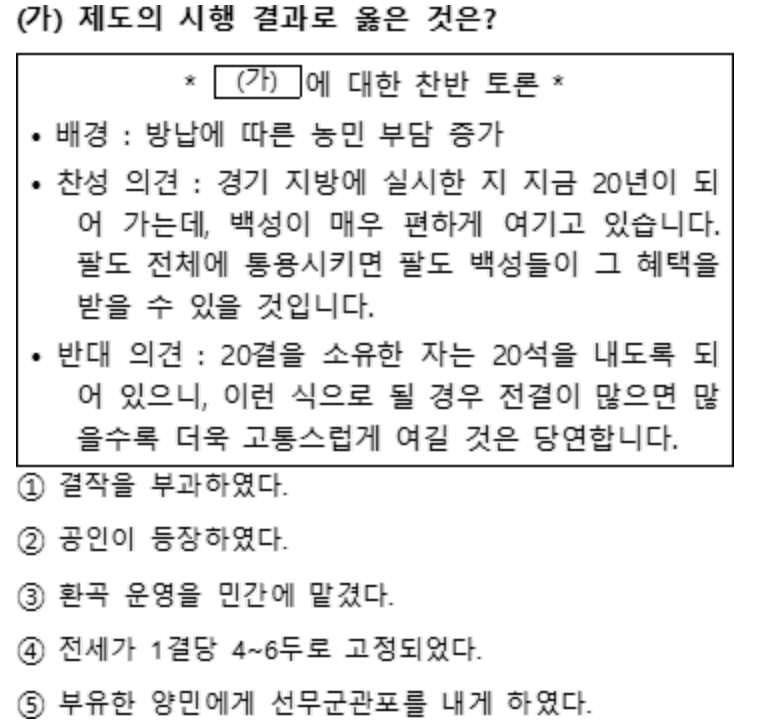 (가) 제도의 시행 결과로 옳은 것은?
* (가) 에 대한 찬반 토론 *
• 배경 : 방납에 따른 농민 부담 증가
• 찬성 의견 : 경기 지방에 실시한 지 지금 20년이 되
어 가는데, 백성이 매우 편하게 여기고 있습니다.
팔도 전체에 통용시키면 팔도 백성들이 그 혜택을
받을 수 있을 것입니다.
• 반대 의견 : 20결을 소유한 자는 20석을 내도록 되
어 있으니, 이런 식으로 될 경우 전결이 많으면 많
을수록 더욱 고통스럽게 여길 것은 당연합니다.
① 결작을 부과하였다.
② 공인이 등장하였다.
③ 환곡 운영을 민간에 맡겼다.
④ 전세가 1결당 4~6두로 고정되었다.
⑤ 부유한 양민에게 선무군관포를 내게 하였다.